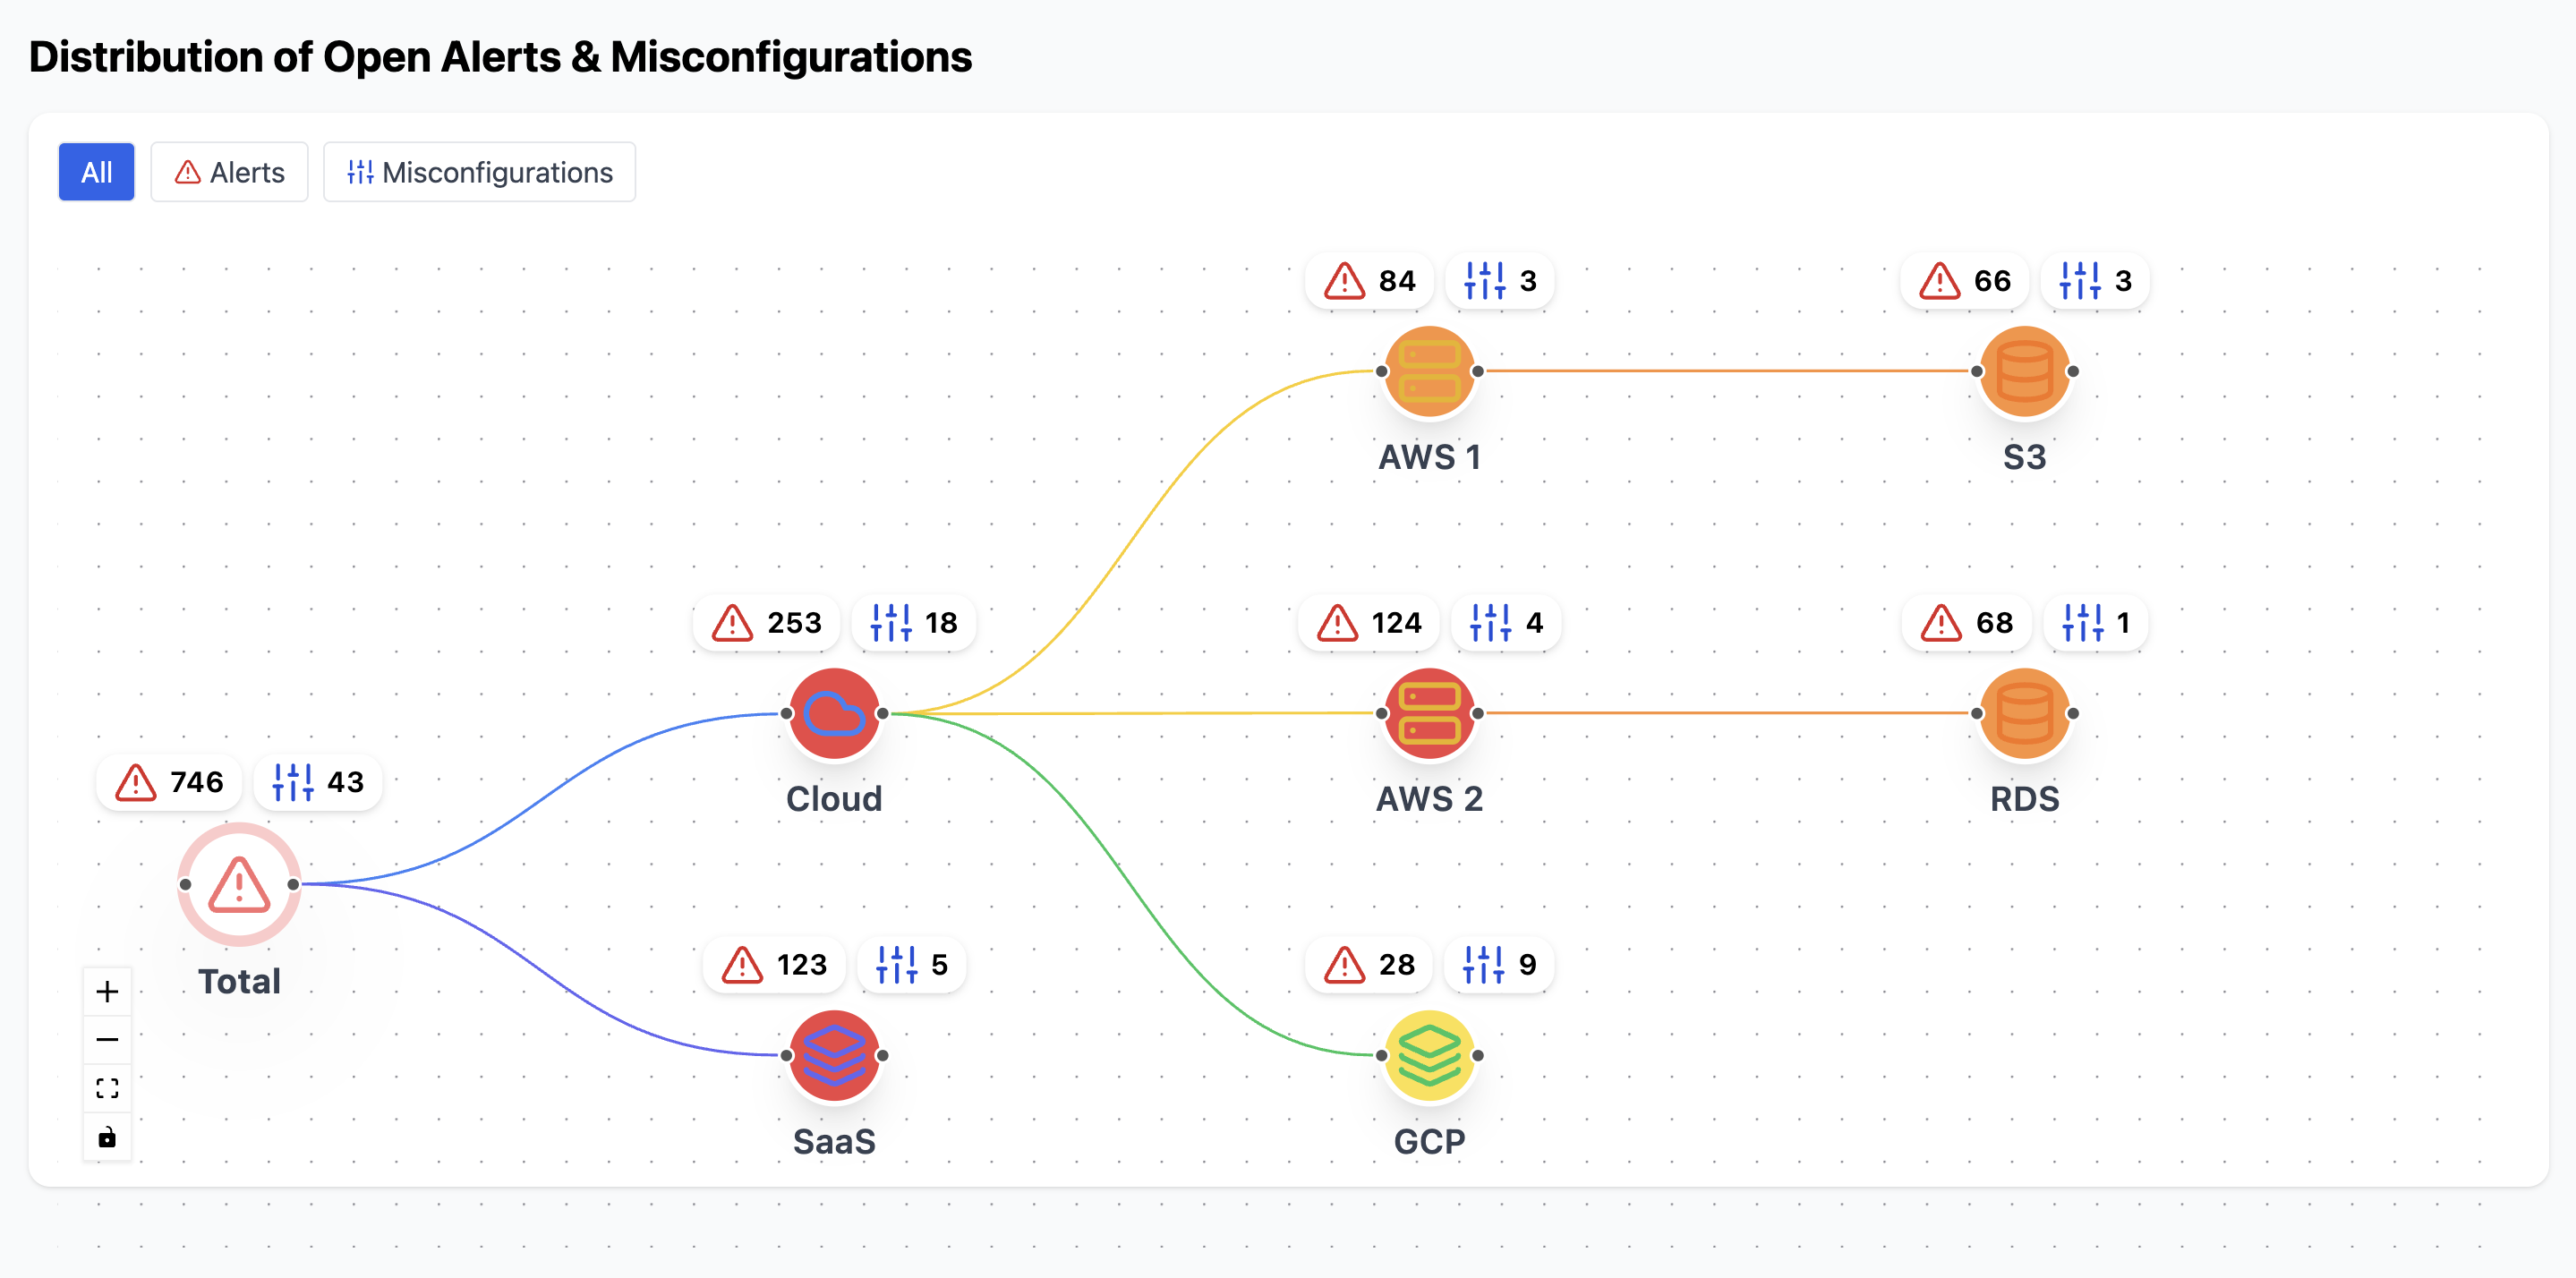 Distribution of Open Alerts & Misconfigurations
All
Alerts
Misconfigurations
84 3
66 3
AWS 1
S3
253 18
124 4
68 1
Cloud
AWS 2
RDS
746 43
Total
123 5
28 9
SaaS
GCP